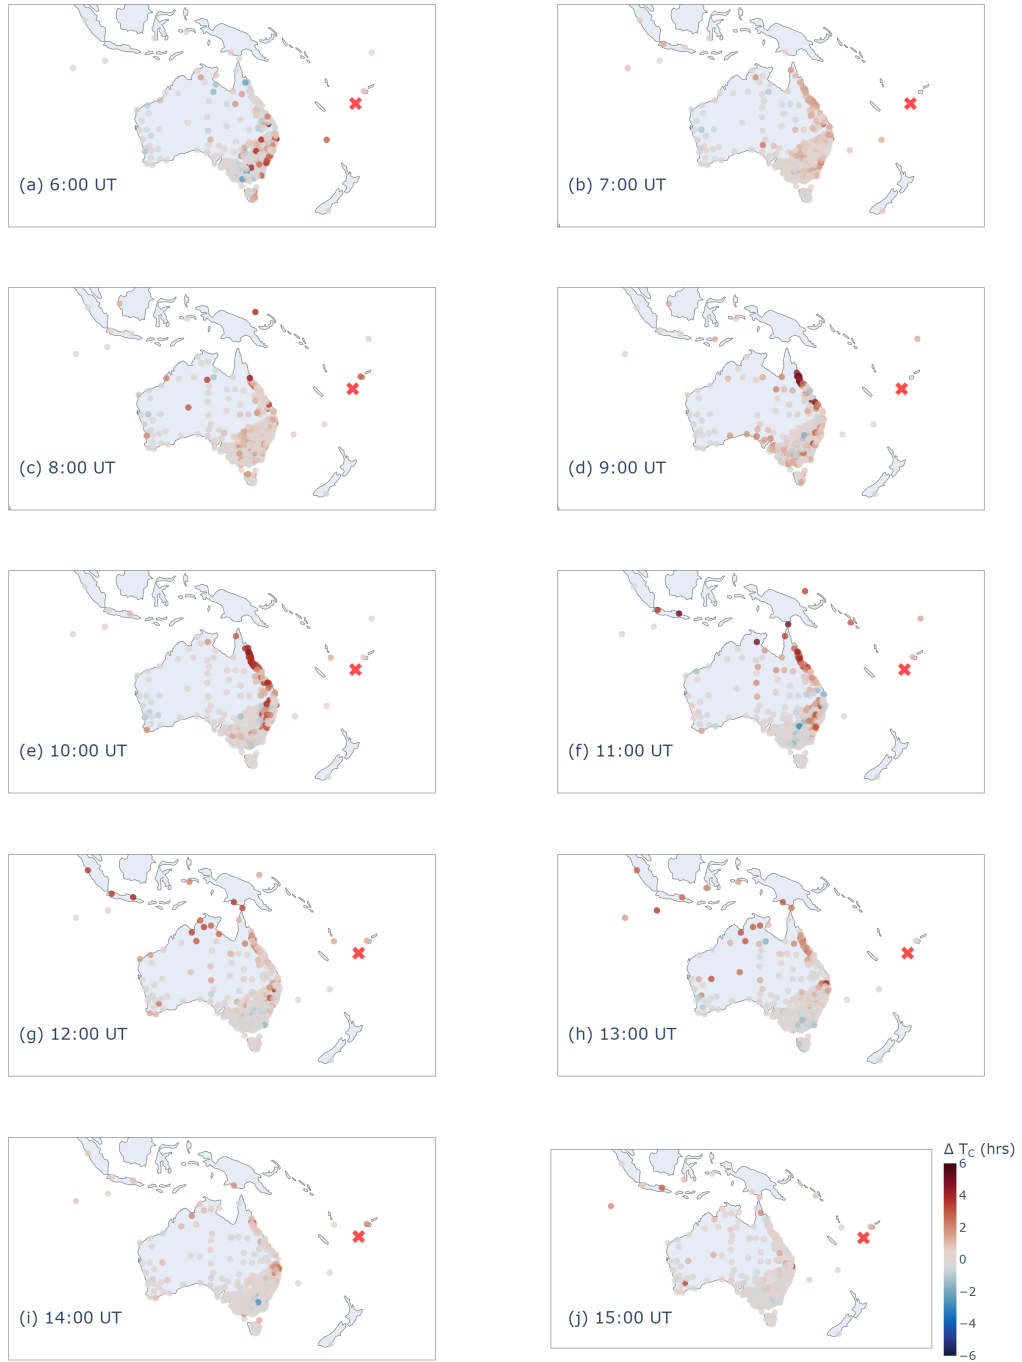 (a) 6:00 UT
(b) 7:00 UT
(c) 8:00 UT
(d) 9:00 UT
(e) 10:00 UT
(f) 11:00 UT
(g) 12:00 UT
(h) 13:00 UT
(i) 14:00 UT
(j) 15:00 UT
Δ T_C (hrs)
6
4
2
0
−2
−4
−6